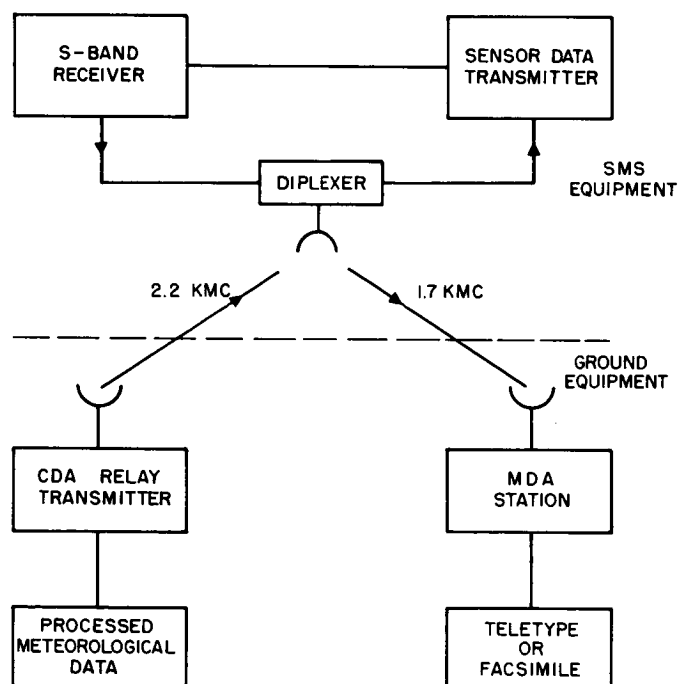 S-BAND
RECEIVER
SENSOR DATA
TRANSMITTER
DIPLEXER
SMS
EQUIPMENT
2.2 KMC
1.7 KMC
GROUND
EQUIPMENT
CDA RELAY
TRANSMITTER
MDA
STATION
PROCESSED
METEOROLOGICAL
DATA
TELETYPE
OR
FACSIMILE